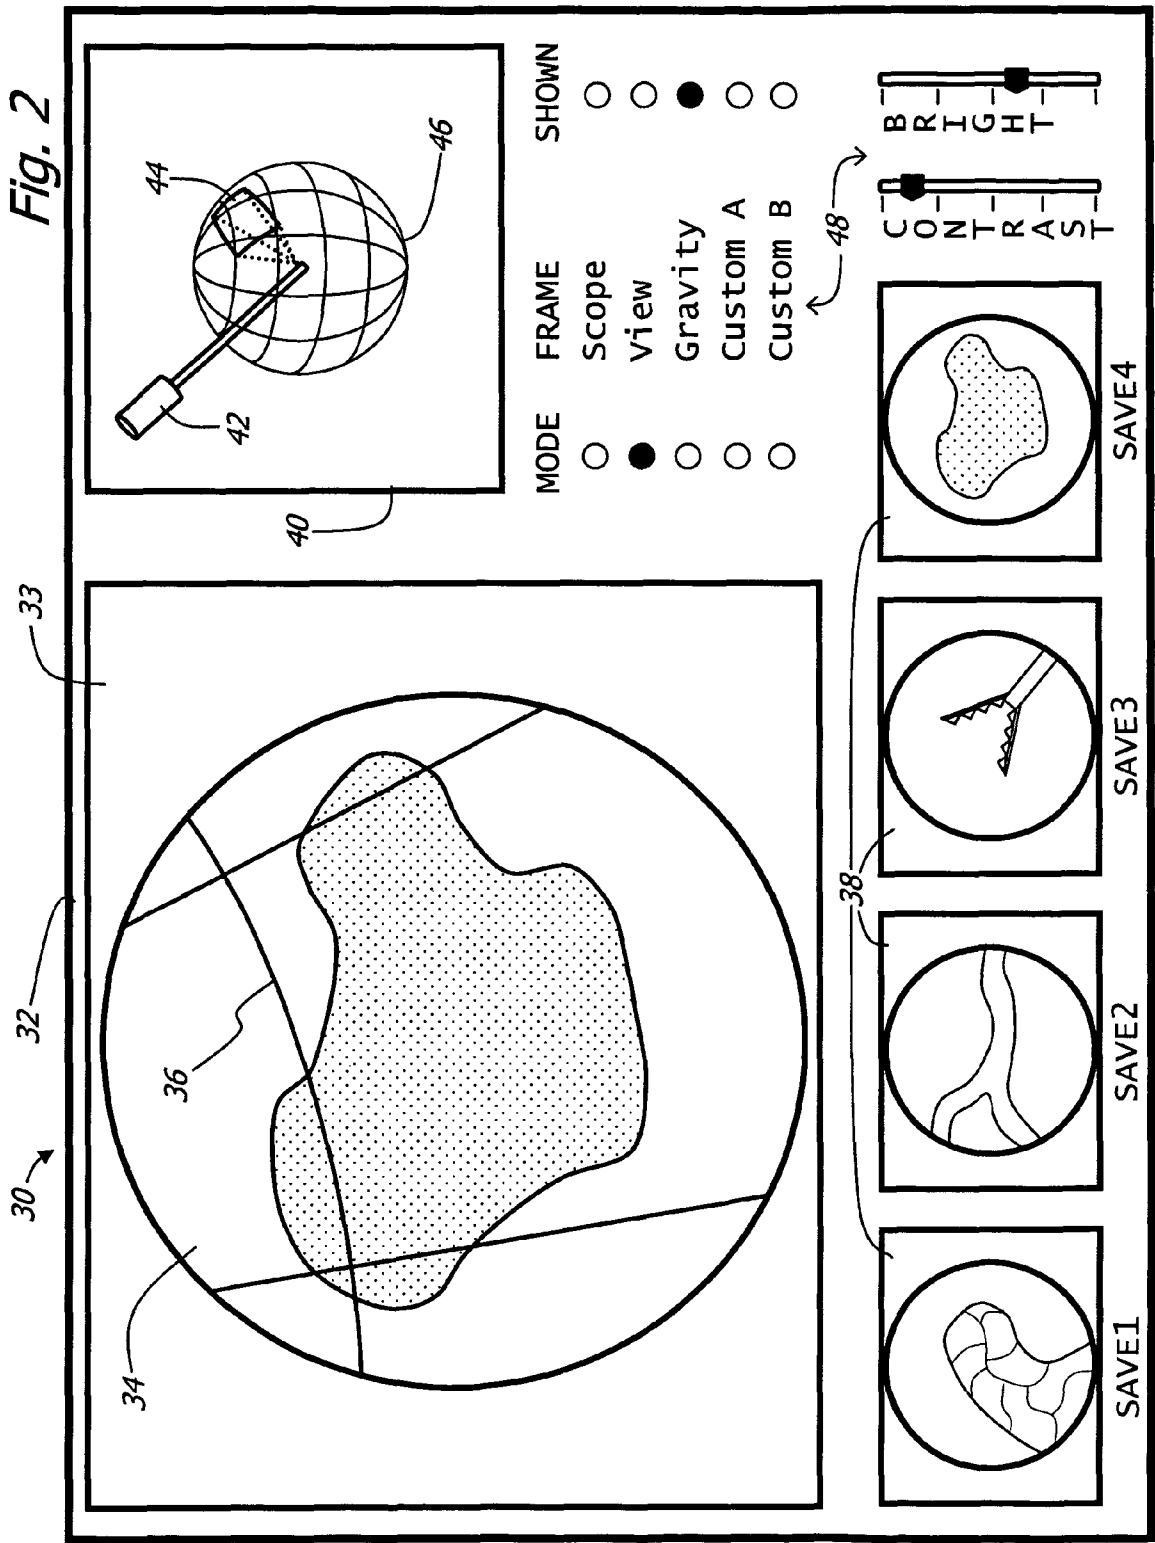 Fig. 2
30
32
33
34
36
40
42
44
46
MODE FRAME SHOWN
Scope
View
Gravity
Custom A
Custom B
48
38
CONTRAST
BRIGHT
SAVE1
SAVE2
SAVE3
SAVE4